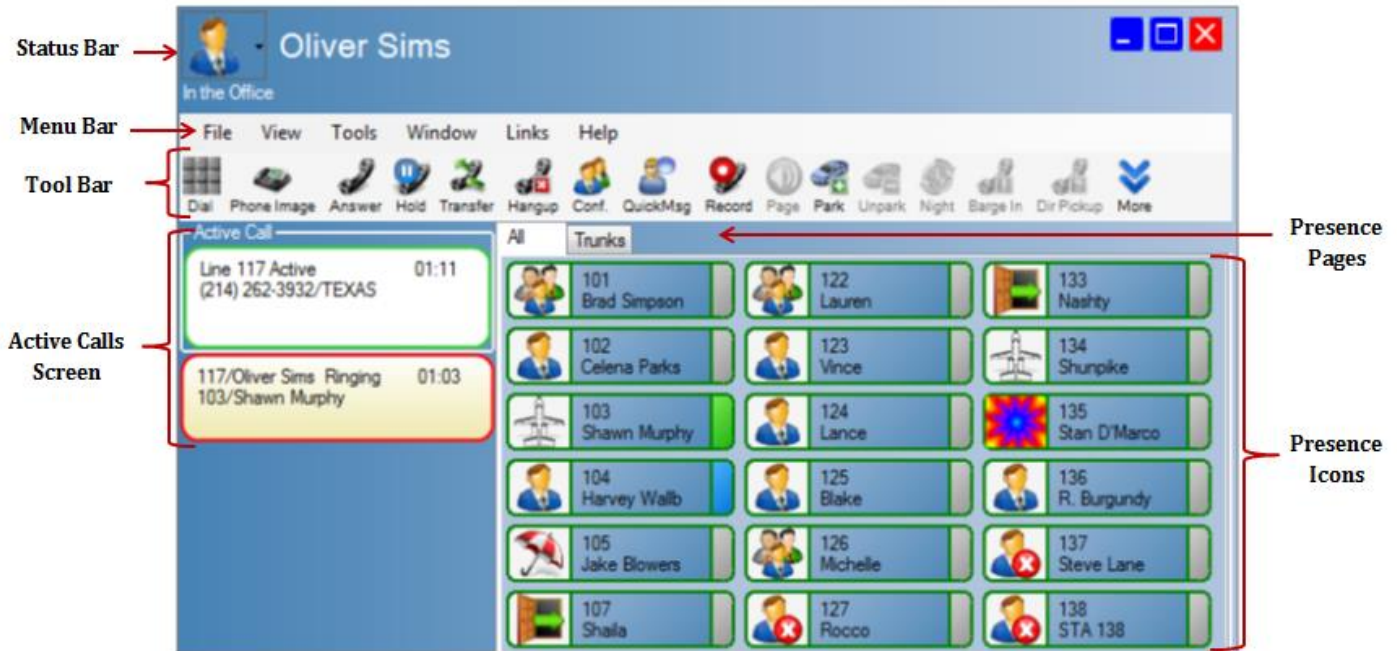 Status Bar
Oliver Sims
In the Office
Menu Bar
File View Tools Window Links Help
Tool Bar
Dial Phone Image Answer Hold Transfer Hangup Conf. QuickMsg Record Page Park Unpark Night Barge In Dir Pickup More
Active Call
All Trunks
Presence
Pages
Active Calls
Screen
Line 117 Active 01:11
(214) 262-3932/TEXAS
117/Oliver Sims Ringing 01:03
103/Shawn Murphy
101
Brad Simpson
122
Lauren
133
Nashty
102
Celena Parks
123
Vince
134
Shunpike
103
Shawn Murphy
124
Lance
135
Stan D'Marco
104
Harvey Wallb
125
Blake
136
R. Burgundy
105
Jake Blowers
126
Michelle
137
Steve Lane
107
Shaila
127
Rocco
138
STA 138
Presence
Icons